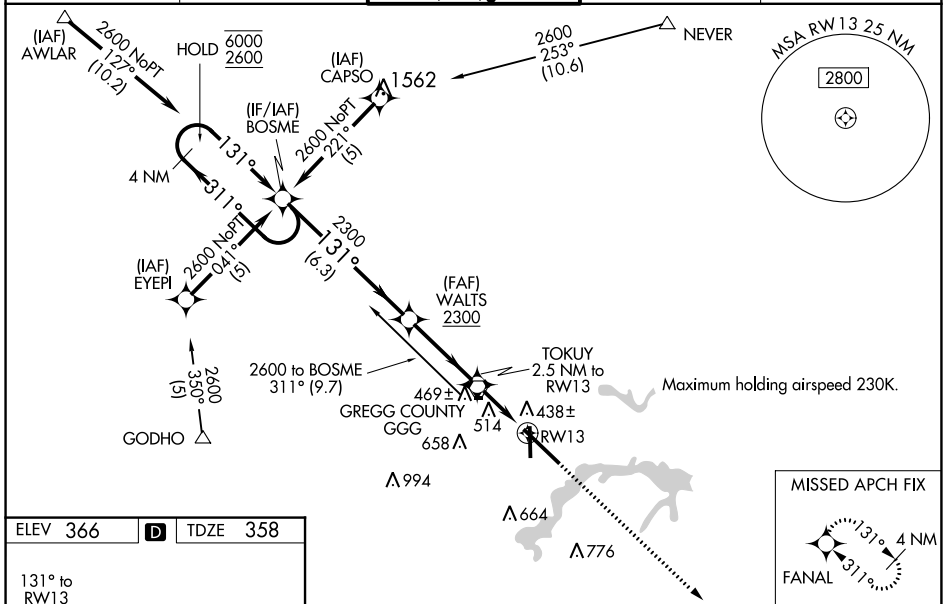 (IAF)
AWLAR
2600 NoPT
127°
(10.2)
HOLD
6000
2600
(IAF)
CAPSO
1562
2600
253°
(10.6)
NEVER
MSA RW13 25 NM
2800
(IF/IAF)
BOSME
2600 NoPT
221°
(5)
131°
4 NM
311°
2600 NoPT
041°
(5)
(IAF)
EYEPI
2300
131°
(6.3)
(FAF)
WALTS
2300
2600
350°
(5)
GODHO
2600 to BOSME
311° (9.7)
TOKUY
2.5 NM to
RW13
Maximum holding airspeed 230K.
469±
GREGG COUNTY
GGG
514
438±
RW13
658
994
664
776
MISSED APCH FIX
131°
4 NM
311°
FANAL
ELEV 366 D TDZE 358
131° to
RW13